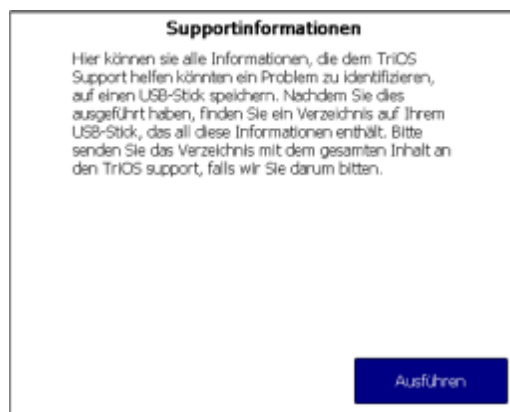 Supportinformationen
Hier können sie alle Informationen, die dem TriOS
Support helfen könnten ein Problem zu identifizieren,
auf einen USB-Stick speichern. Nachdem Sie dies
ausgeführt haben, finden Sie ein Verzeichnis auf Ihrem
USB-Stick, das all diese Informationen enthält. Bitte
senden Sie das Verzeichnis mit dem gesamten Inhalt an
den TriOS support, falls wir Sie darum bitten.
Ausführen